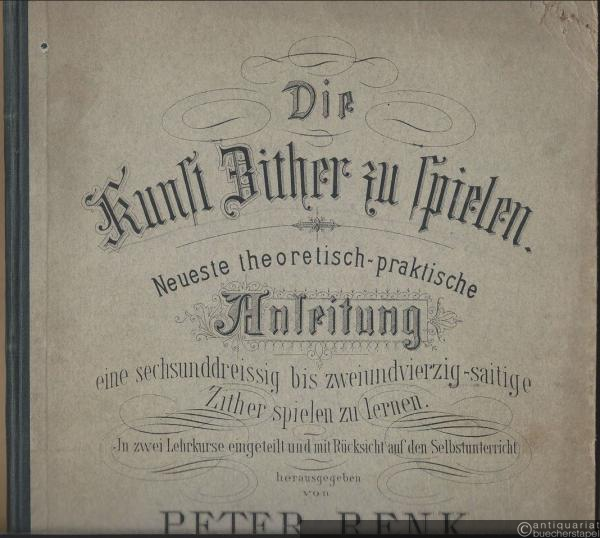 Die
Kunst Zither zu spielen.
Neueste theoretisch-praktische
Anleitung
eine sechsunddreissig bis zweiundvierzig-saitige
Zither spielen zu lernen.
In zwei Lehrkurse eingeteilt und mit Rücksicht auf den Selbstunterricht
herausgegeben
von
PETER RENK
©antiquariat
buecherstapel